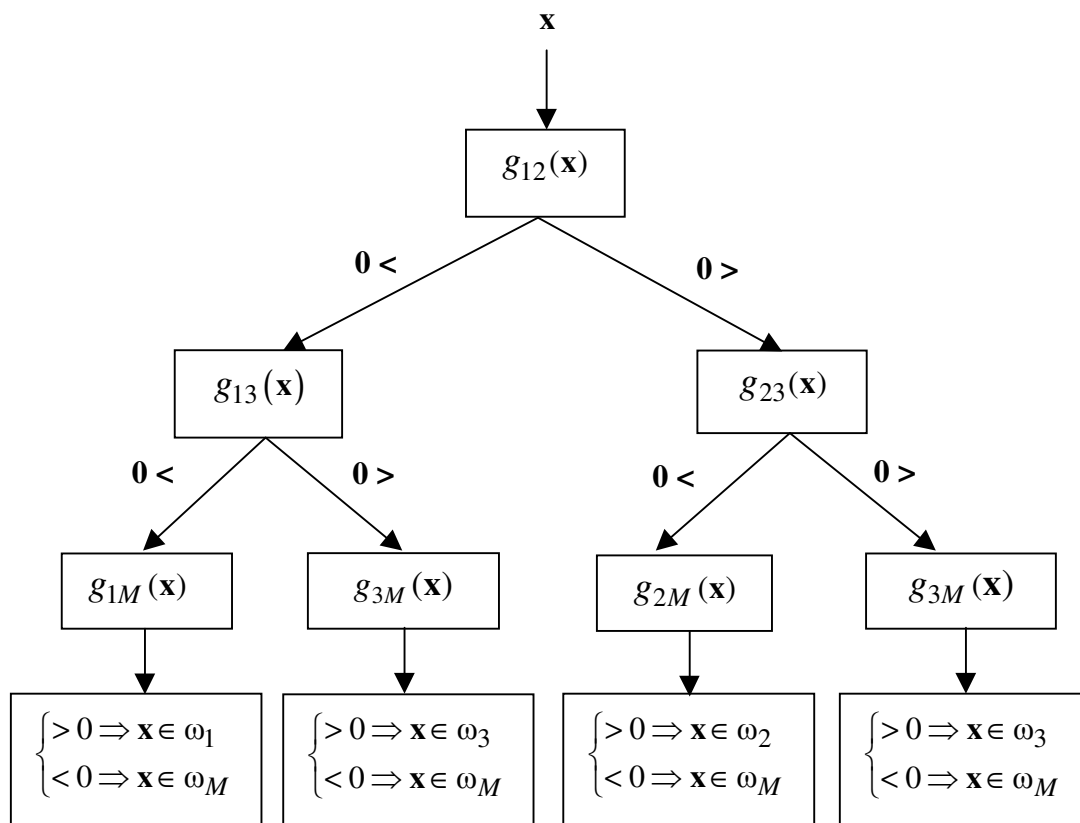 x
g₁₂(x)
0 <
0 >
g₁₃(x)
g₂₃(x)
0 <
0 >
0 <
0 >
g₁M(x)
g₃M(x)
g₂M(x)
g₃M(x)
> 0 ⇒ x ∈ ω₁
< 0 ⇒ x ∈ ωM
> 0 ⇒ x ∈ ω₃
< 0 ⇒ x ∈ ωM
> 0 ⇒ x ∈ ω₂
< 0 ⇒ x ∈ ωM
> 0 ⇒ x ∈ ω₃
< 0 ⇒ x ∈ ωM